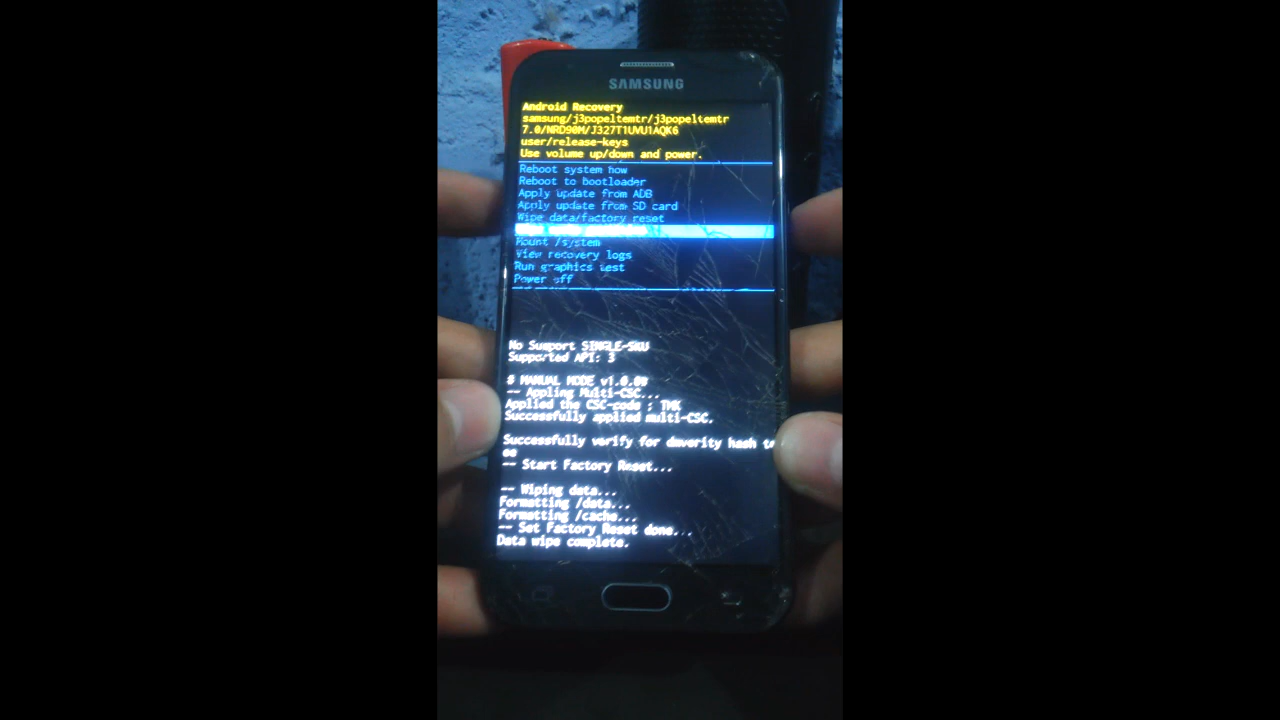 SAMSUNG
Android Recovery
samsung/j3popeltemtr/j3popeltemtr
7.0/NRD90M/J327T1UVU1AQK6
user/release-keys
Use volume up/down and power.
Reboot system now
Reboot to bootloader
Apply update from ADB
Apply update from SD card
Wipe data/factory reset
Wipe cache partition
Mount /system
View recovery logs
Run graphics test
Power off
No Support SINGLE-SKU
Supported API: 3
# MANUAL MODE v1.0.0#
-- Appling Multi-CSC...
Applied the CSC-code : TMK
Successfully applied multi-CSC.
Successfully verify for dmverity hash tr
ee
-- Start Factory Reset...
-- Wiping data...
Formatting /data...
Formatting /cache...
-- Set Factory Reset done...
Data wipe complete.